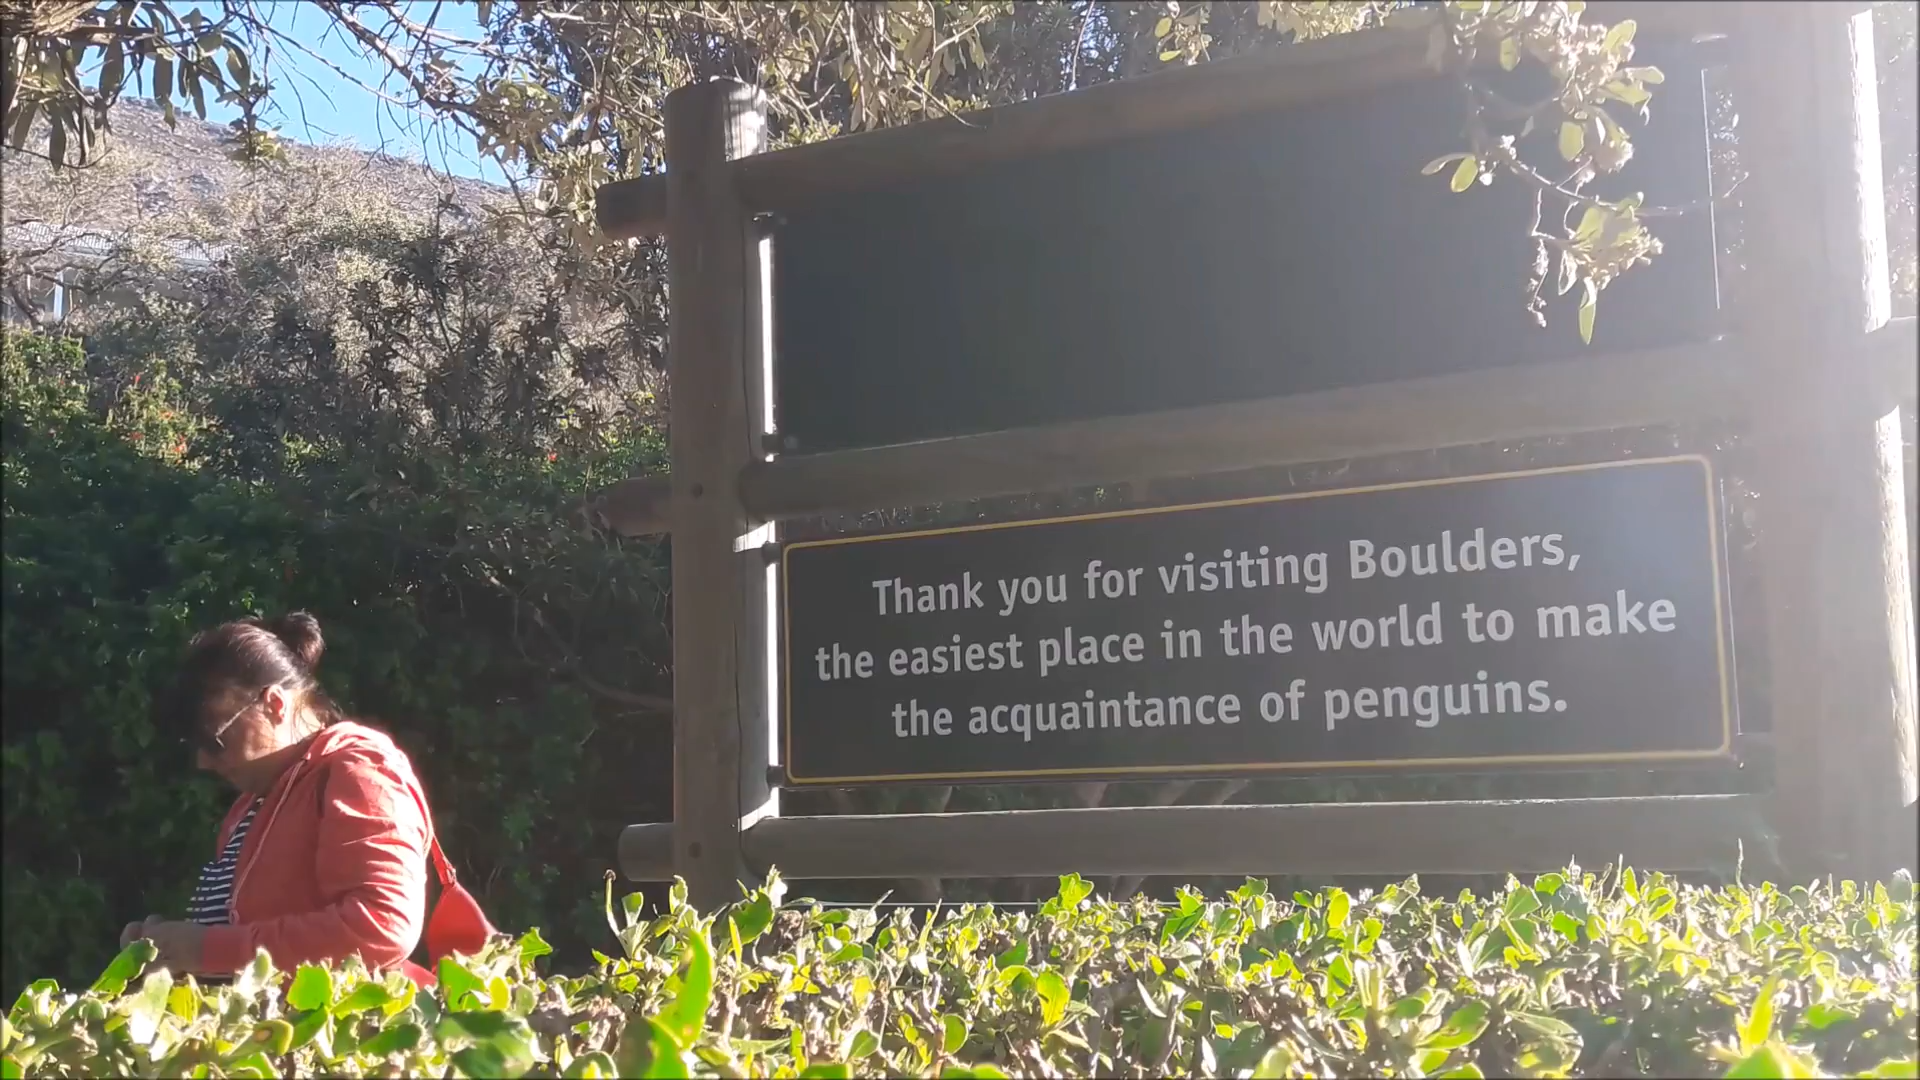 Thank you for visiting Boulders,
the easiest place in the world to make
the acquaintance of penguins.